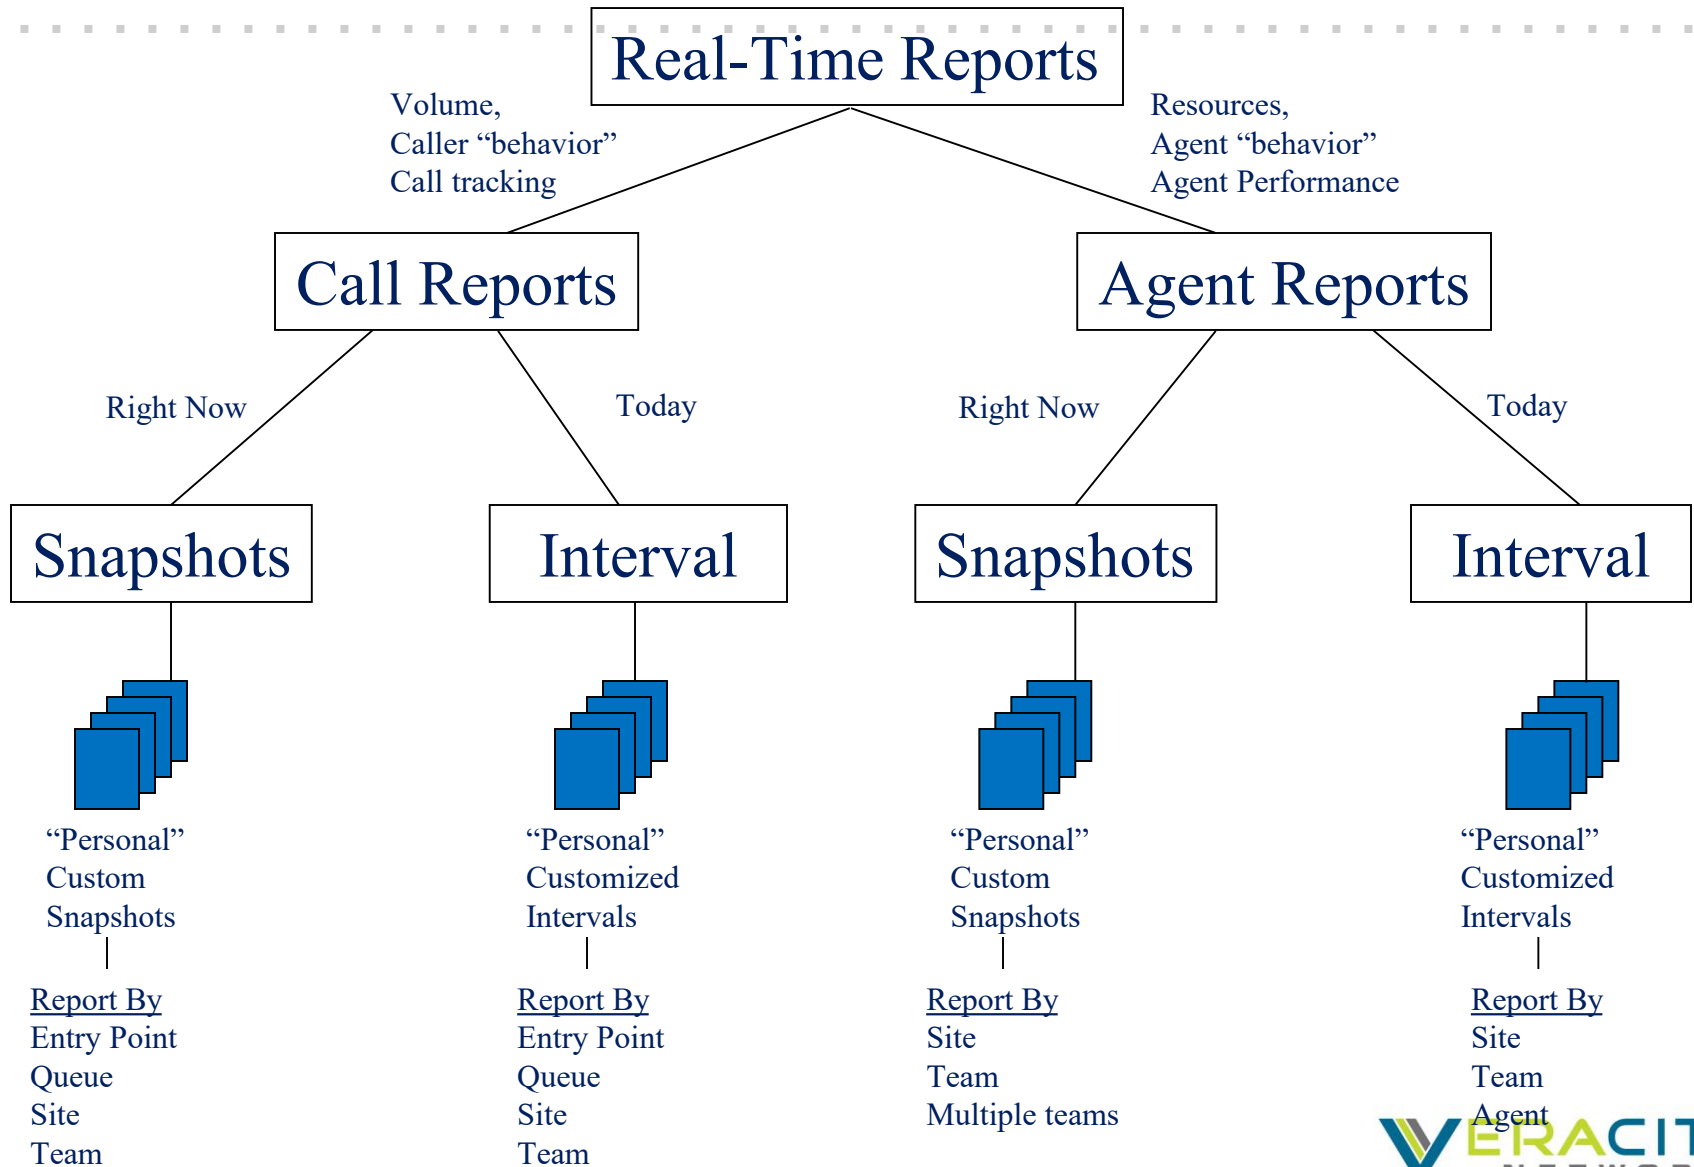 Real-Time Reports
Volume,
Caller “behavior”
Call tracking
Resources,
Agent “behavior”
Agent Performance
Call Reports
Agent Reports
Right Now
Today
Right Now
Today
Snapshots
Interval
Snapshots
Interval
“Personal”
Custom
Snapshots
“Personal”
Customized
Intervals
“Personal”
Custom
Snapshots
“Personal”
Customized
Intervals
Report By
Entry Point
Queue
Site
Team
Report By
Entry Point
Queue
Site
Team
Report By
Site
Team
Multiple teams
Report By
Site
Team
Agent
VERACIT